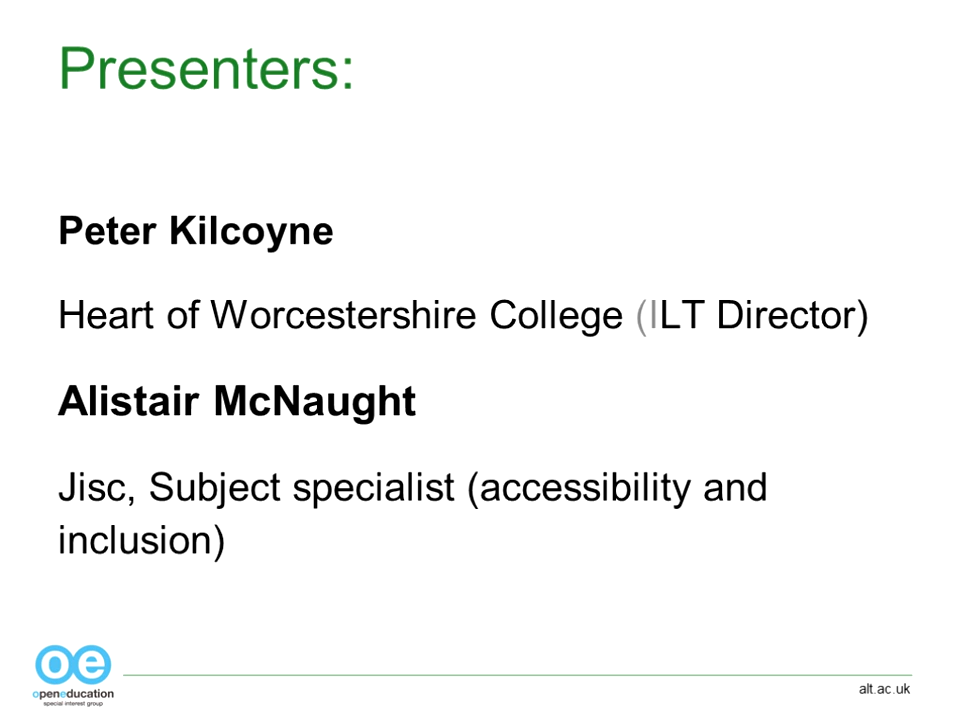 Presenters:
Peter Kilcoyne
Heart of Worcestershire College (ILT Director)
Alistair McNaught
Jisc, Subject specialist (accessibility and
inclusion)
oe
openeducation
special interest group
alt.ac.uk